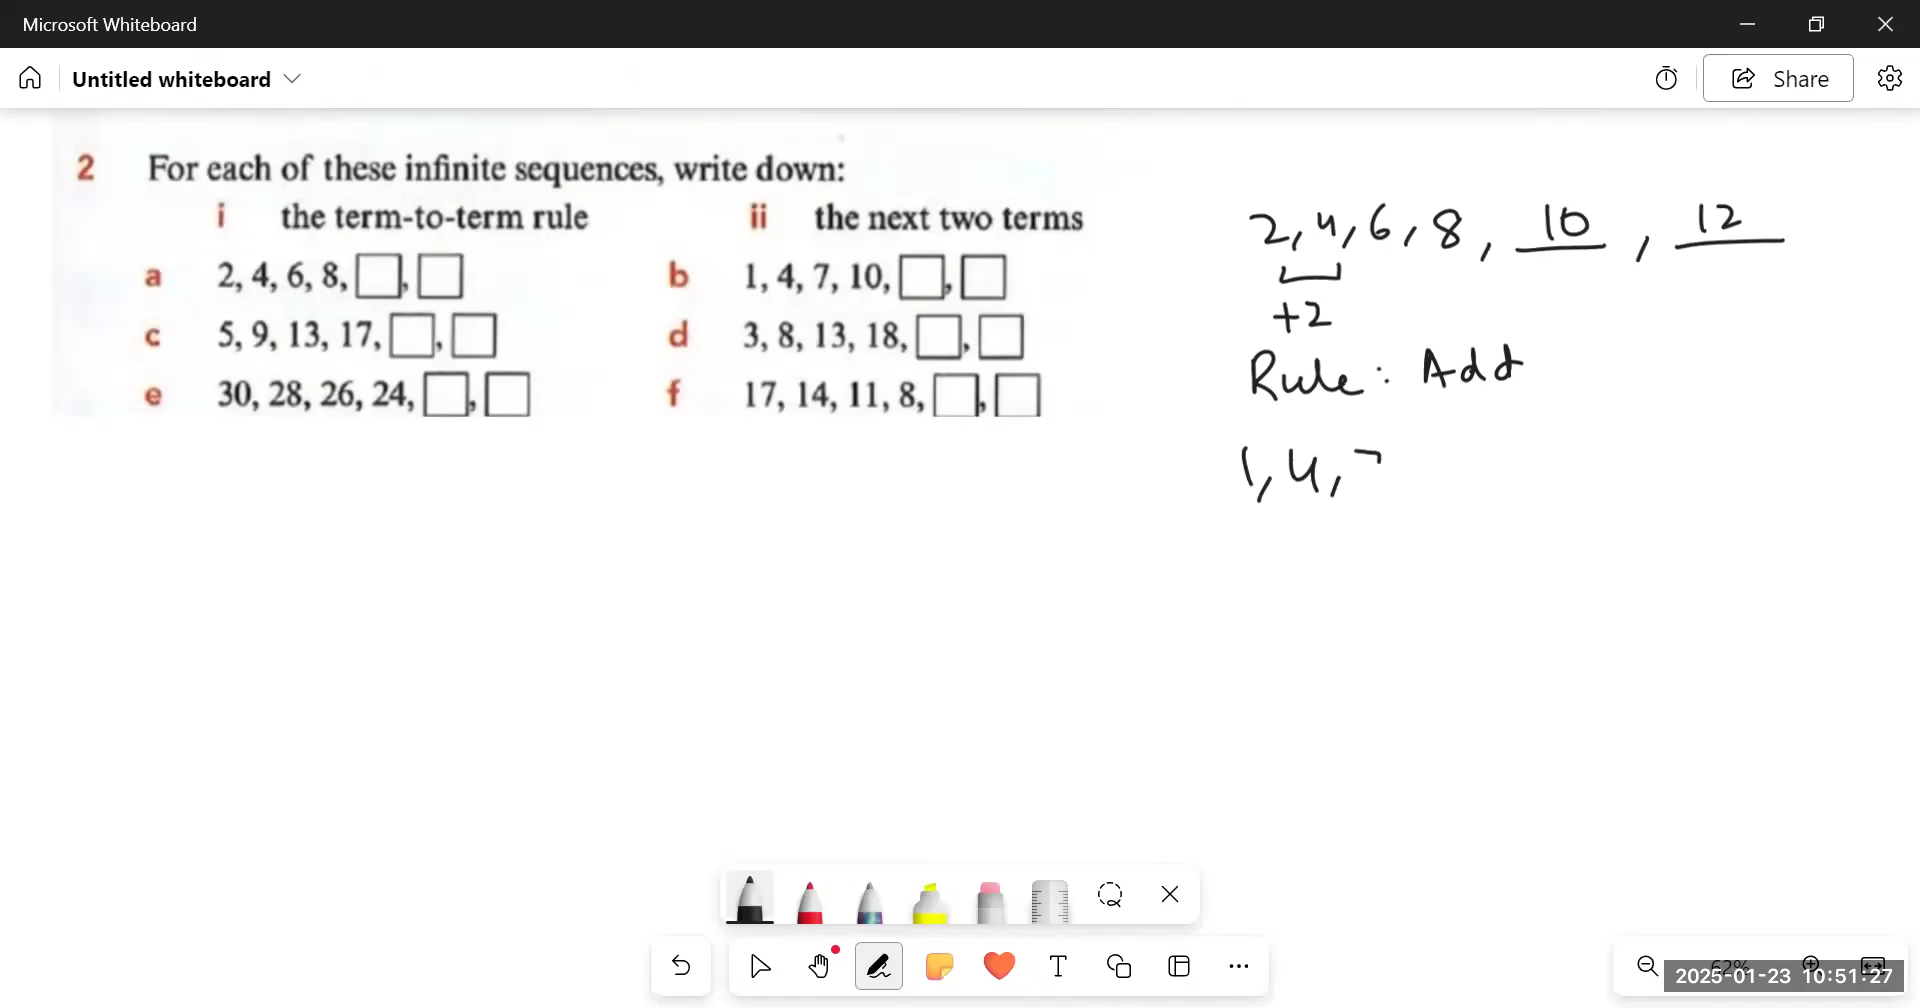 Microsoft Whiteboard
Untitled whiteboard
Share
2 For each of these infinite sequences, write down:
i the term-to-term rule ii the next two terms
a 2, 4, 6, 8, □, □ b 1, 4, 7, 10, □, □
c 5, 9, 13, 17, □, □ d 3, 8, 13, 18, □, □
e 30, 28, 26, 24, □, □ f 17, 14, 11, 8, □, □
2, 4, 6, 8, 10, 12
+2
Rule: Add
1, 4,
62%
2025-01-23 10:51:27